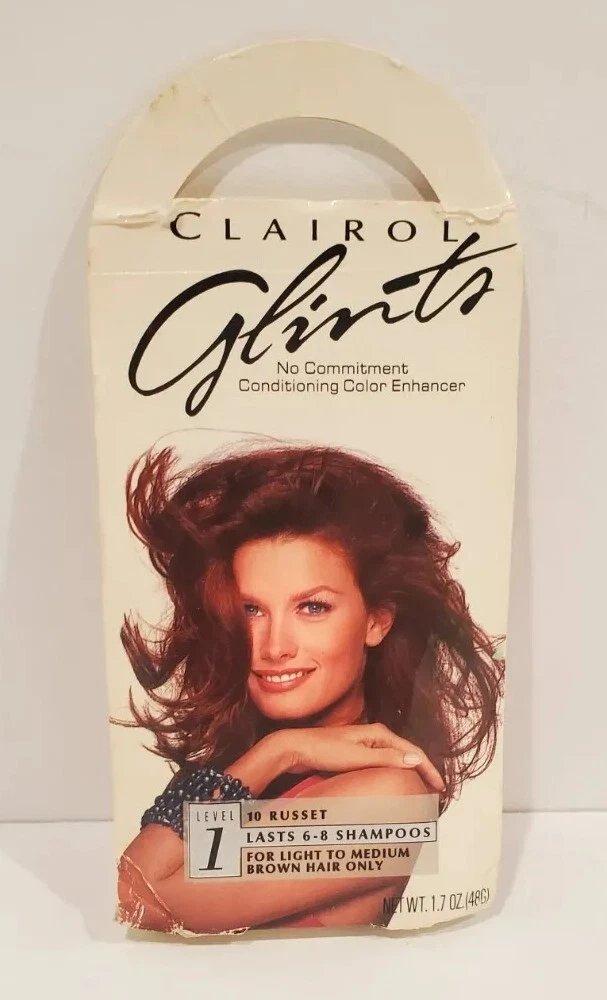 CLAIROL
Glints
No Commitment
Conditioning Color Enhancer
LEVEL
1
10 RUSSET
LASTS 6-8 SHAMPOOS
FOR LIGHT TO MEDIUM
BROWN HAIR ONLY
NET WT. 1.7 OZ.(48G)